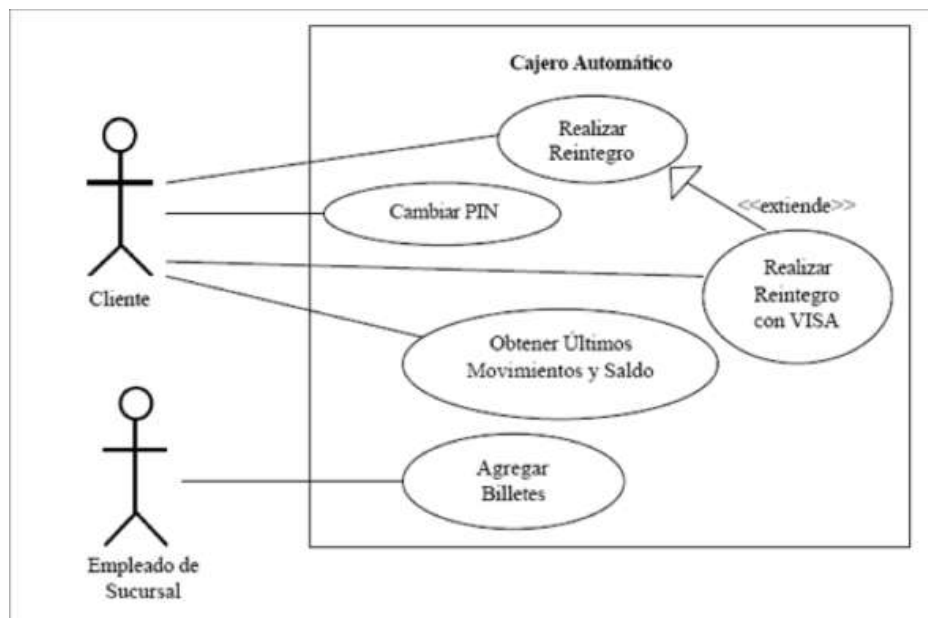 Cajero Automático
Realizar
Reintegro
Cambiar PIN
<<extiende>>
Realizar
Reintegro
con VISA
Cliente
Obtener Últimos
Movimientos y Saldo
Agregar
Billetes
Empleado de
Sucursal